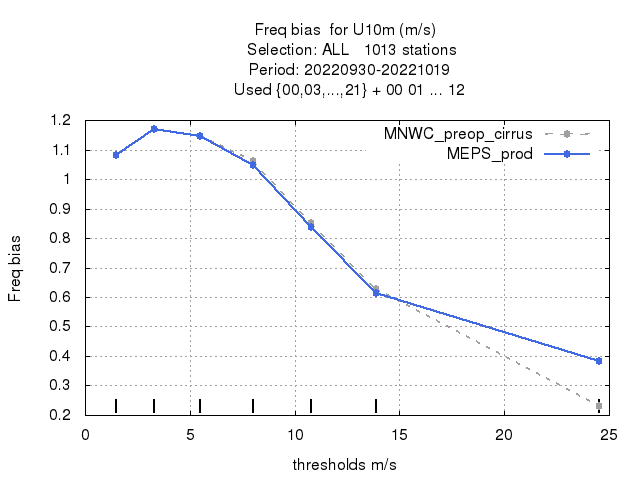 Freq bias  for U10m (m/s)
Selection: ALL   1013 stations
Period: 20220930-20221019
Used {00,03,...,21} + 00 01 ... 12
MNWC_preop_cirrus
MEPS_prod
Freq bias
1.2
1.1
1
0.9
0.8
0.7
0.6
0.5
0.4
0.3
0.2
0 5 10 15 20 25
thresholds m/s